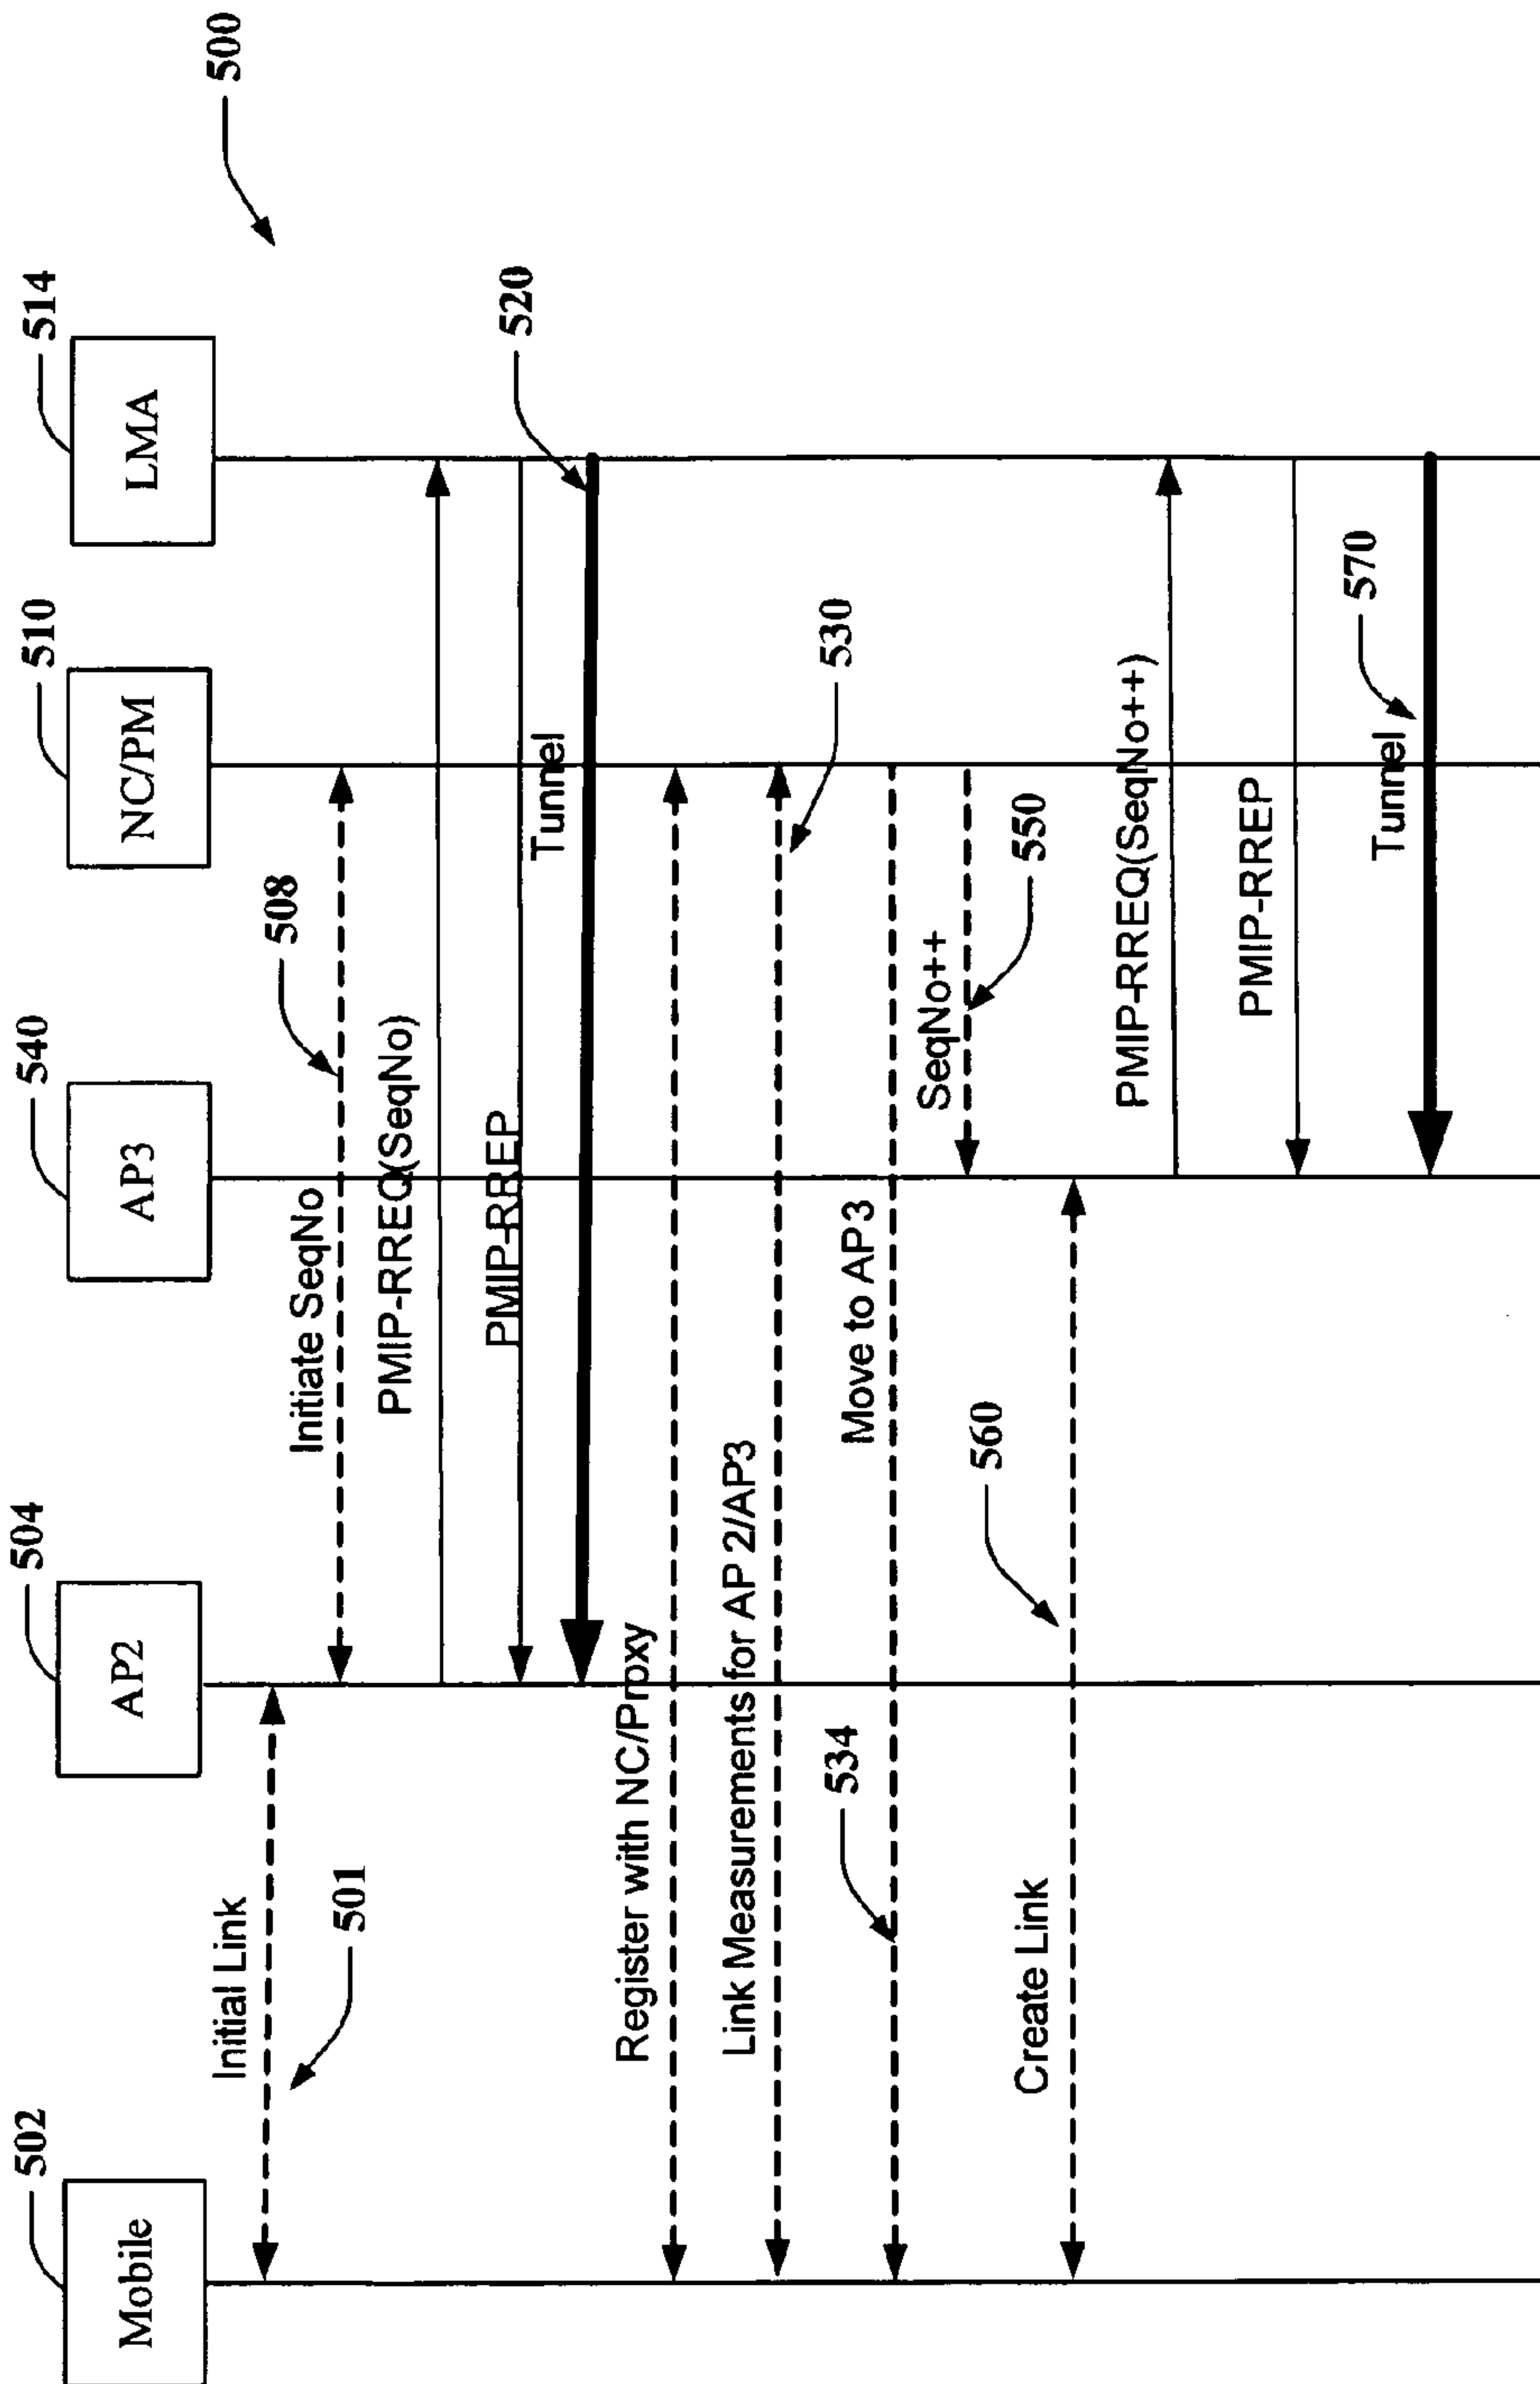 500
502
Mobile
504
AP2
540
AP3
510
NC/PM
514
LMA
Initial Link
501
Initiate SeqNo
508
PMIP-RREQ(SeqNo)
PMIP-RREP
Tunnel
520
Register with NC/Proxy
Link Measurements for AP 2/AP3
530
Move to AP3
534
SeqNo++
550
Create Link
560
PMIP-RREQ(SeqNo++)
PMIP-RREP
Tunnel
570